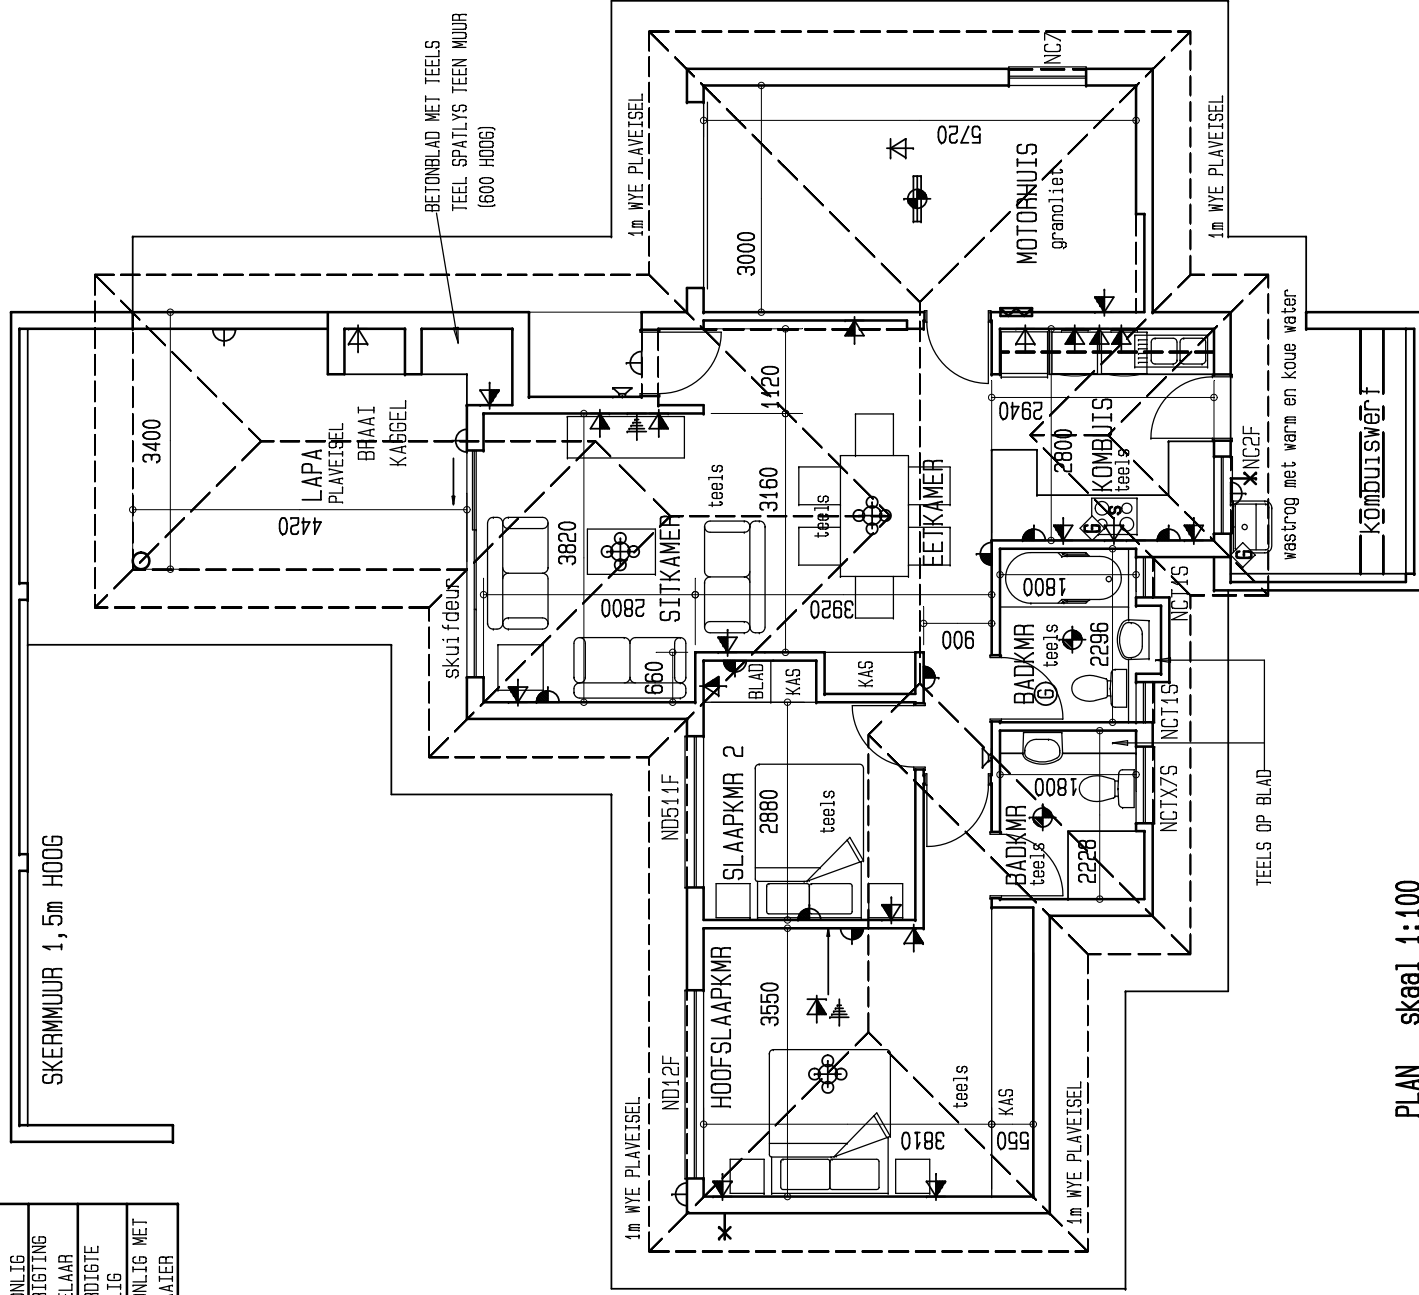 SKERMMUUR 1,5m HOOG
BETONBLAD MET TEELS
TEEL SPATLYS TEEN MUUR
(600 HOOG)
1m WYE PLAVEISEL
NC7
5720
3000
MOTORHUIS
granoliet
1m WYE PLAVEISEL
3400
LAPA
PLAVEISEL
BRAAI
KAGGEL
4420
skuifdeur
3820
2800
SITKAMER
teels
660
1120
3160
teels
3920
EETKAMER
900
2940
2800
KOMBUIS
teels
G
S
NC2F
G
wastrog met warm en koue water
Kombuiswerf
1800
BADKMR
teels
G
2296
NCT1S
NCT1S
1800
BADKMR
teels
2228
NCTX7S
TEELS OP BLAD
BLAD
KAS
KAS
ND511F
SLAAPKMR 2
2880
teels
ND12F
HOOFSLAAPKMR
3550
teels
3810
KAS
550
1m WYE PLAVEISEL
1m WYE PLAVEISEL
PLAN skaal 1:100